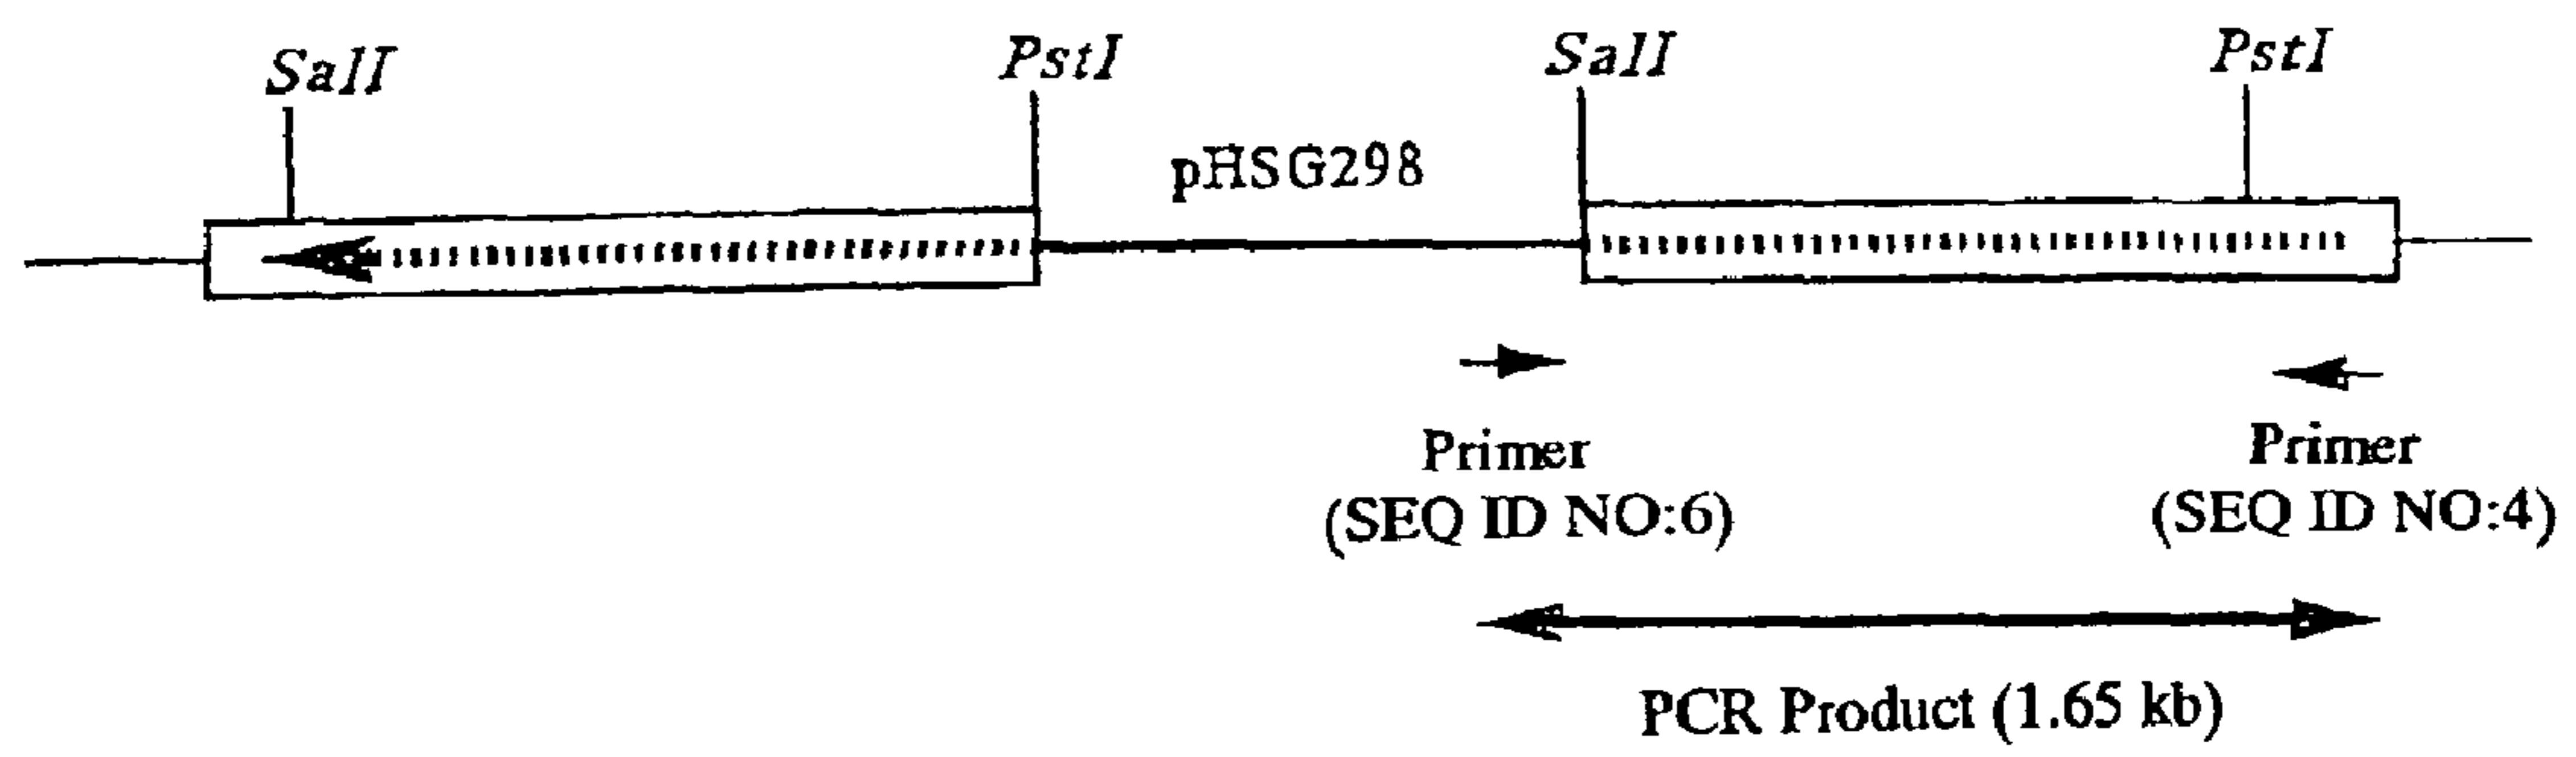 SalI
PstI
SalI
PstI
pHSG298
Primer
(SEQ ID NO:6)
Primer
(SEQ ID NO:4)
PCR Product (1.65 kb)